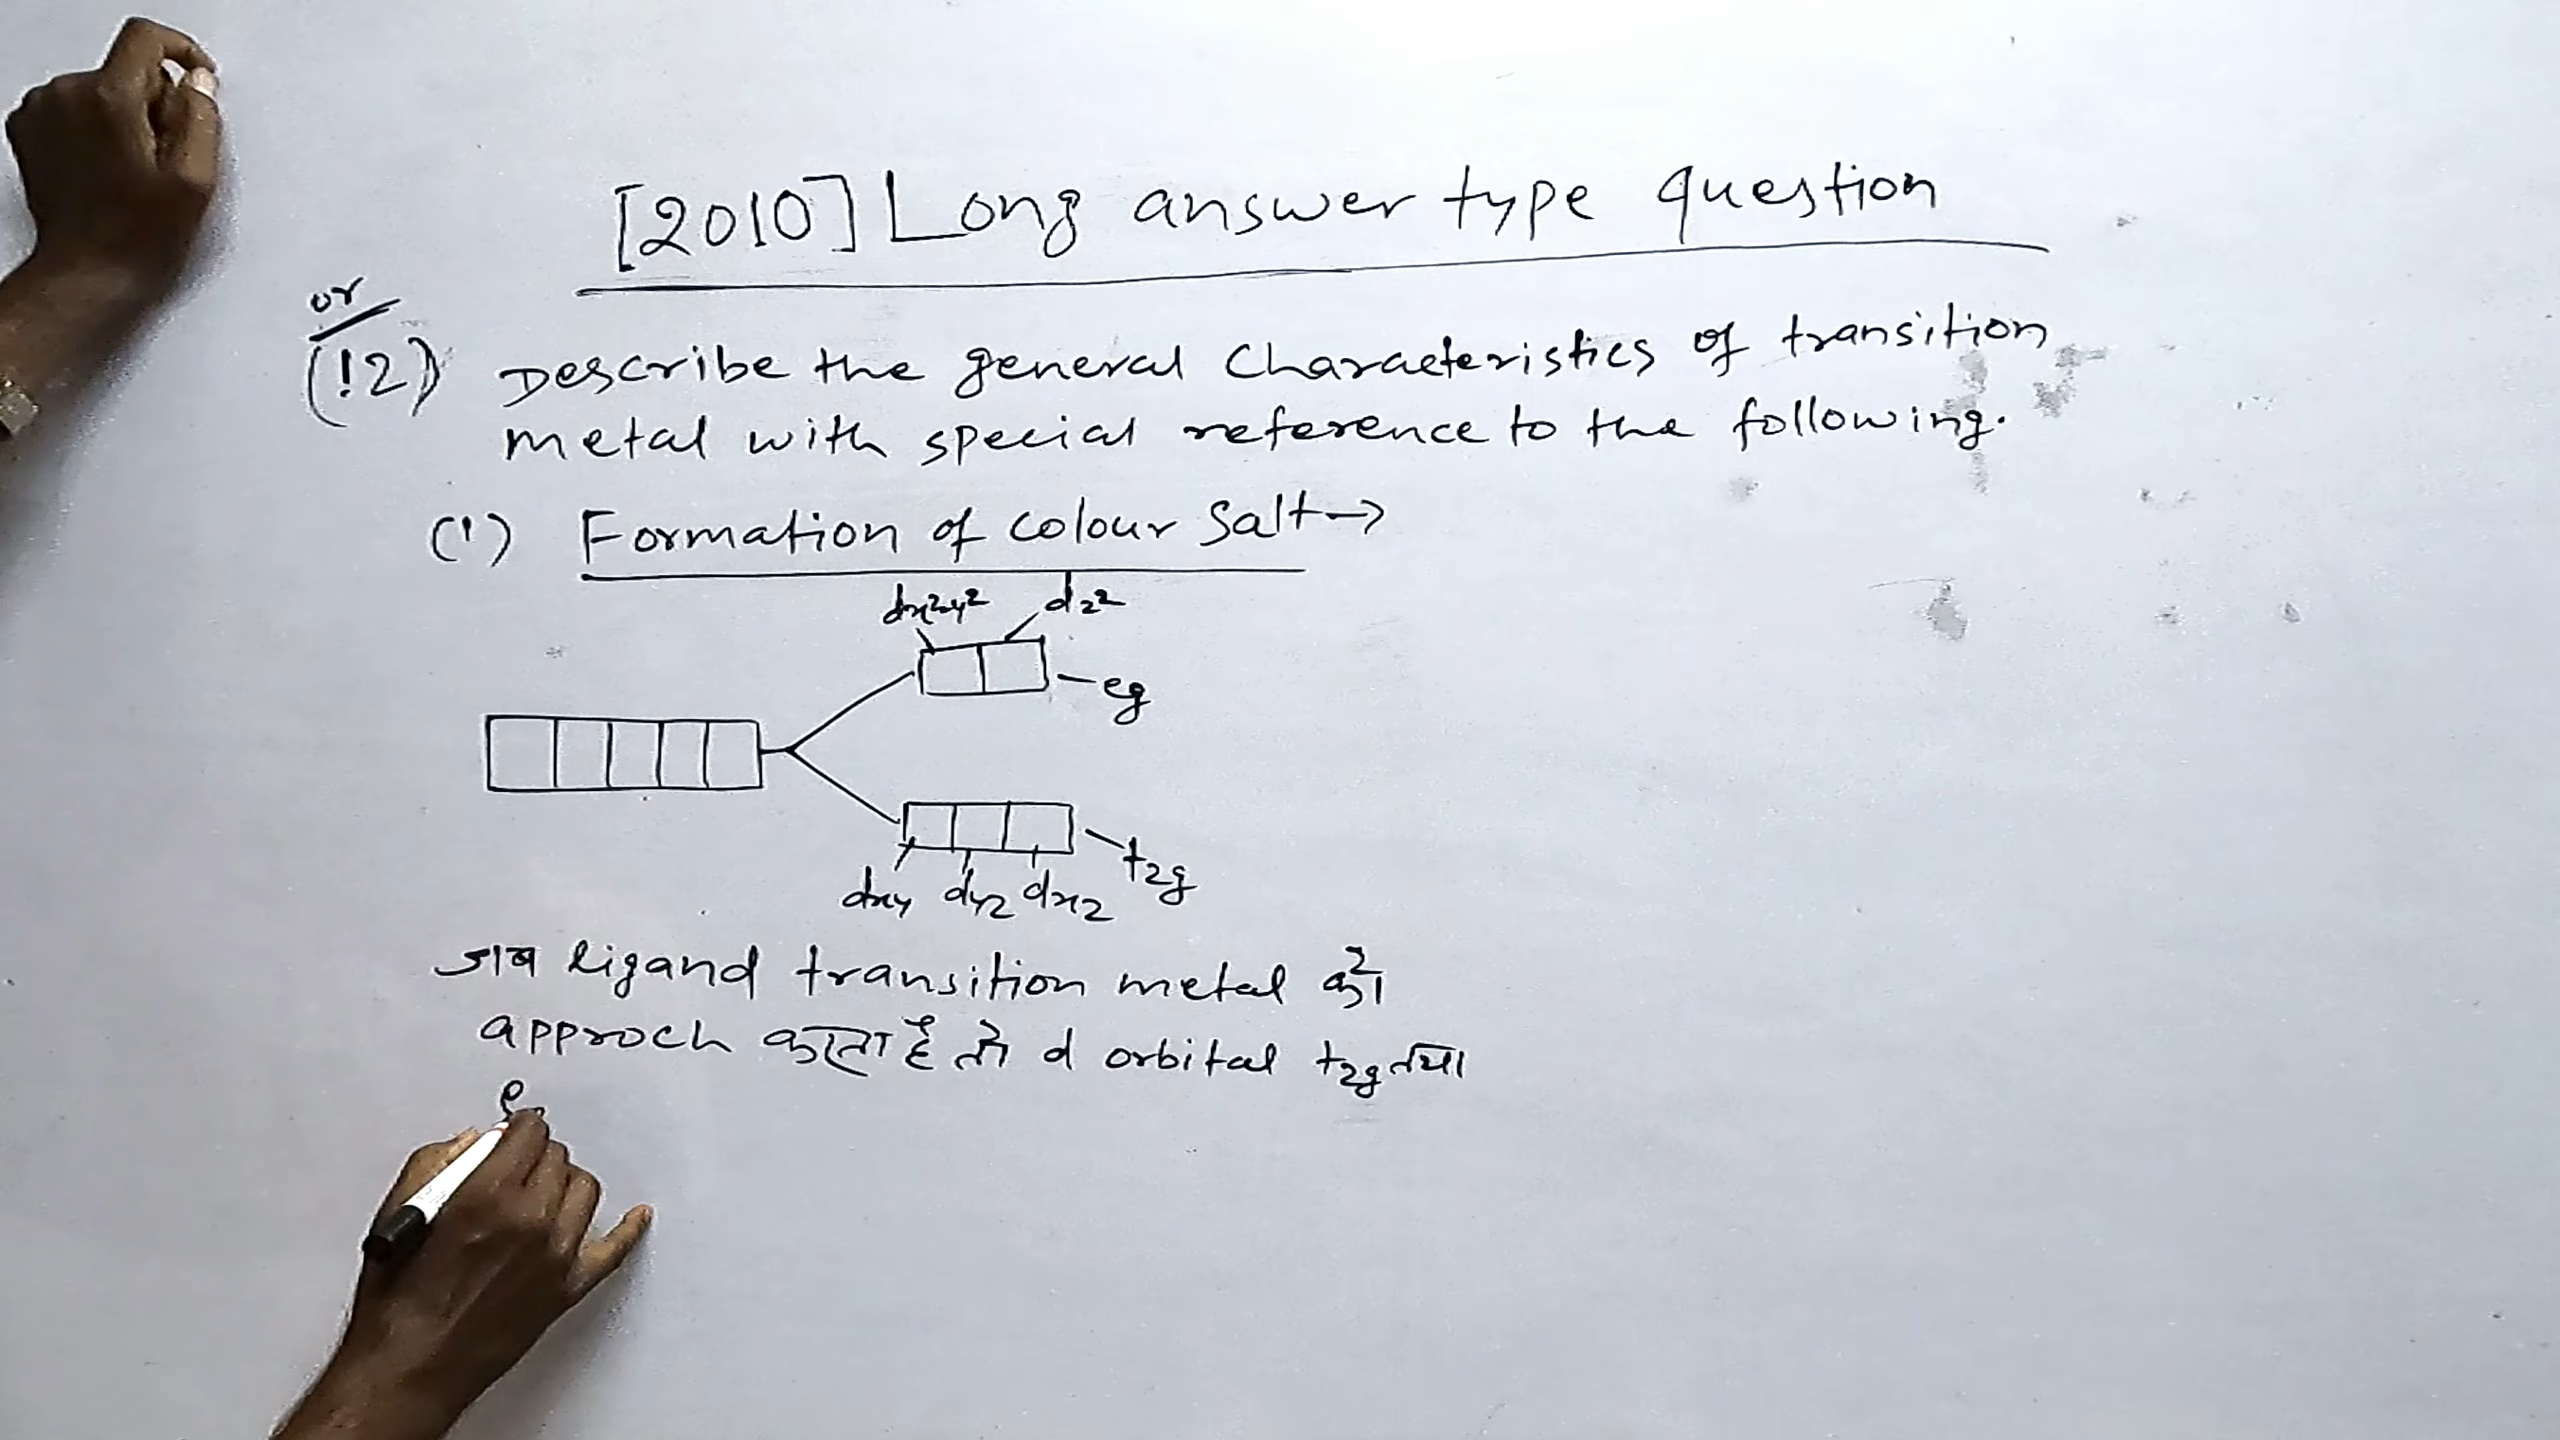 [2010] Long answer type question
or
(12) Describe the general Characteristics of transition
metal with special reference to the following.
(1) Formation of colour salt→
dx²-y² dz²
eg
t2g
dxy dyz dxz
जब ligand transition metal को
approch करता है तो d orbital t2g तथा
e